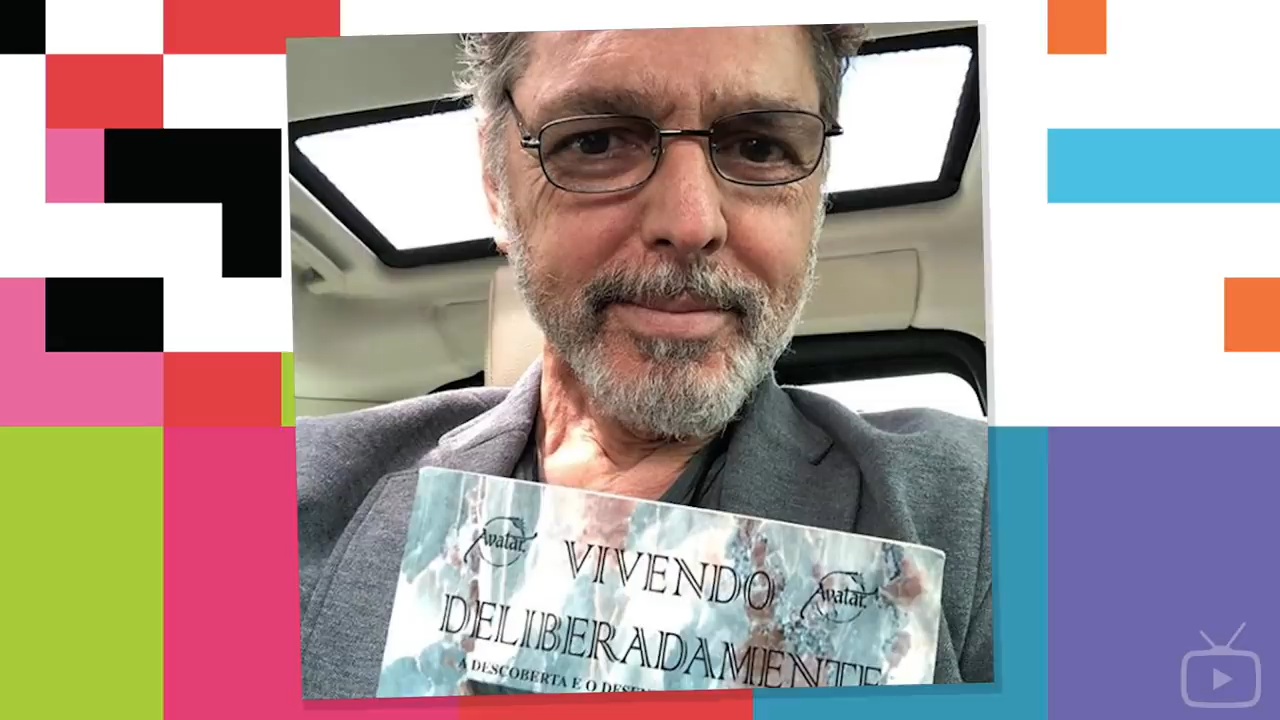 Avatar.
VIVENDO
Avatar.
DELIBERADAMENTE
A DESCOBERTA E O